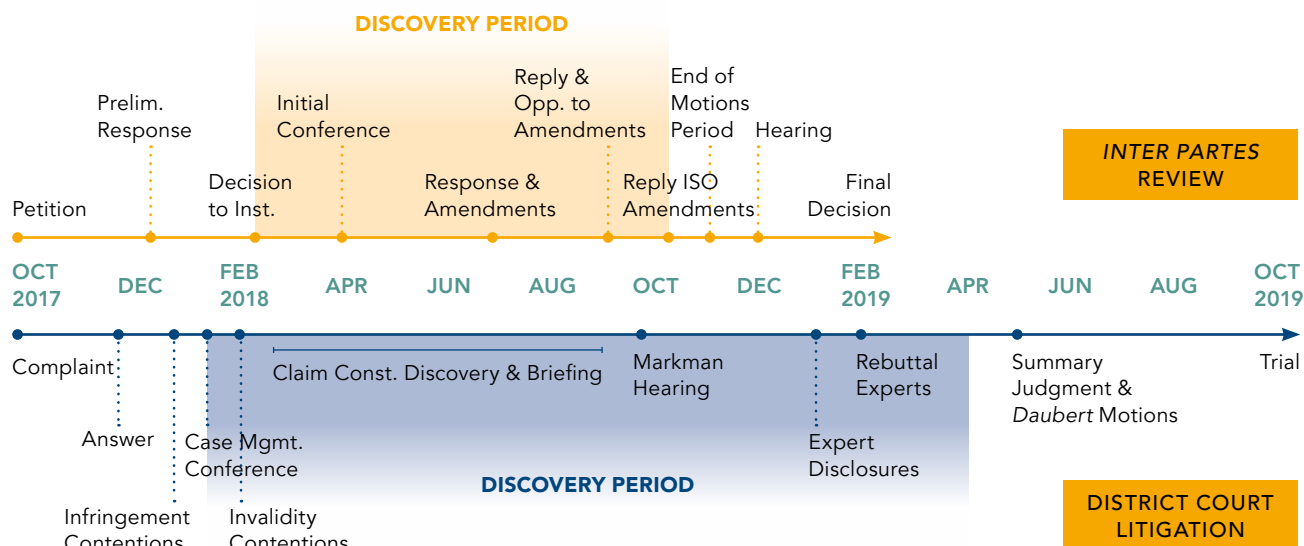 DISCOVERY PERIOD
Prelim.
Response
Initial
Conference
Reply &
Opp. to
Amendments
End of
Motions
Period
Hearing
INTER PARTES
REVIEW
Petition
Decision
to Inst.
Response &
Amendments
Reply ISO
Amendments
Final
Decision
OCT
2017
DEC
FEB
2018
APR
JUN
AUG
OCT
DEC
FEB
2019
APR
JUN
AUG
OCT
2019
Complaint
Claim Const. Discovery & Briefing
Markman
Hearing
Rebuttal
Experts
Summary
Judgment &
Daubert Motions
Trial
Answer
Case Mgmt.
Conference
Expert
Disclosures
DISCOVERY PERIOD
Infringement
Contentions
Invalidity
Contentions
DISTRICT COURT
LITIGATION